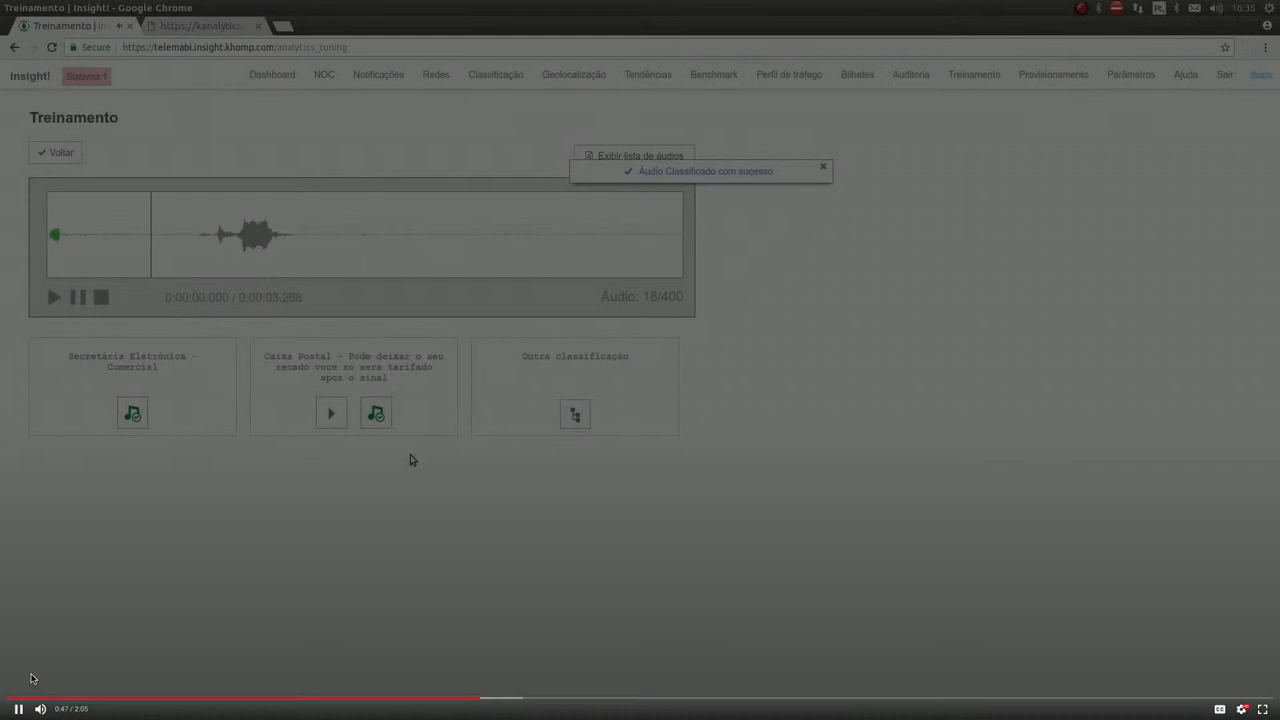 Treinamento | Insight! - Google Chrome
Pt
16:35
Treinamento | In
https://kanalytics.
Secure
https://telemabi.insight.khomp.com/analytics_tuning
insight!
Sistema 1
Dashboard
NOC
Notificações
Redes
Classificação
Geolocalização
Tendências
Benchmark
Perfil de tráfego
Bilhetes
Auditoria
Treinamento
Provisionamento
Parâmetros
Ajuda
Sair
Treinamento
Voltar
Exibir lista de áudios
Áudio Classificado com sucesso
0:00:00.000 / 0:00:03.268
Áudio: 18/400
Secretária Eletrônica -
Comercial
Caixa Postal - Pode deixar o seu
recado voce so sera tarifado
apos o sinal
Outra classificação
0:47 / 2:05